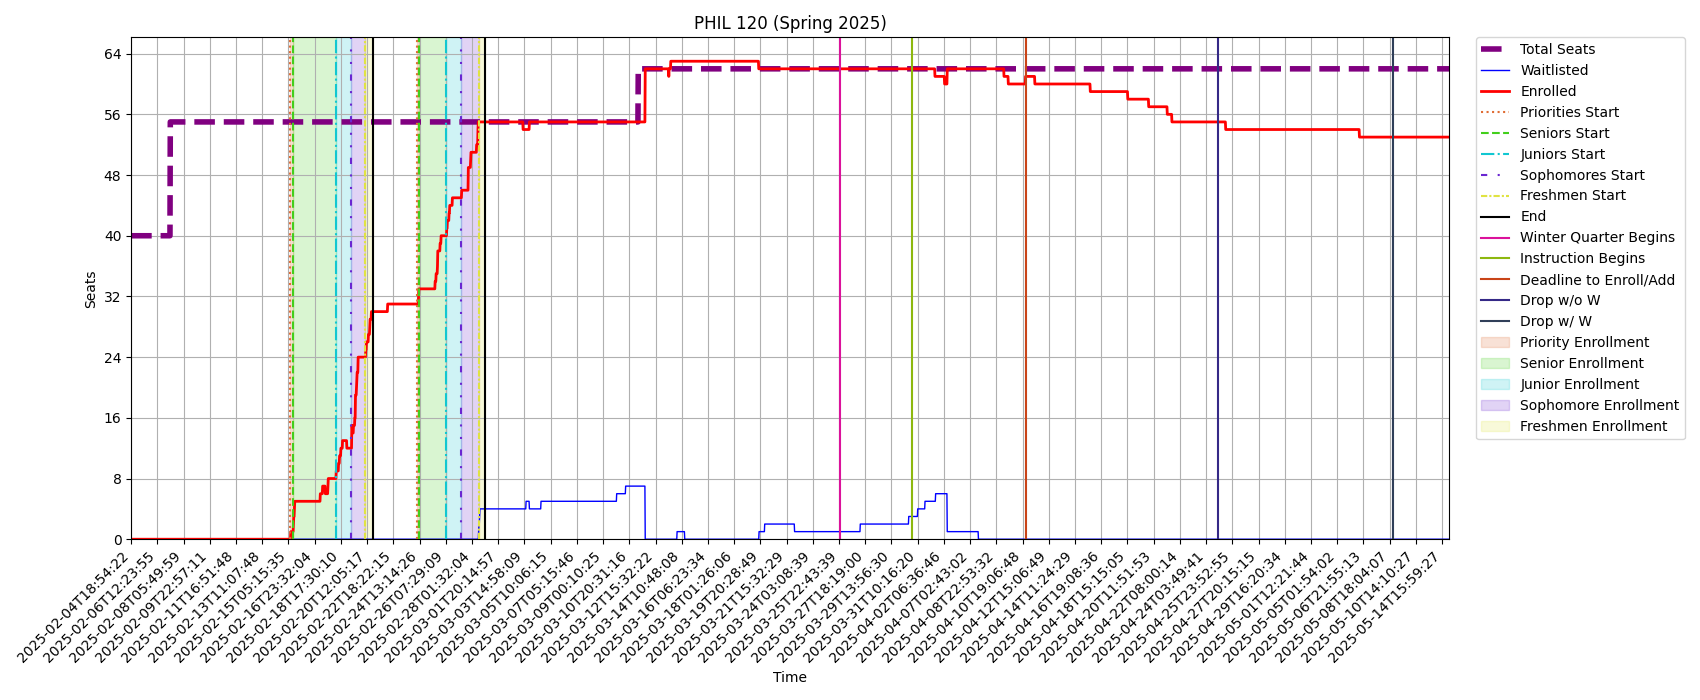 PHIL 120 (Spring 2025)
Seats
64
56
48
40
32
24
16
8
0
2025-02-04T18:54:22
2025-02-06T12:23:55
2025-02-08T05:49:59
2025-02-09T22:57:11
2025-02-11T16:51:48
2025-02-13T11:07:48
2025-02-15T05:15:35
2025-02-16T23:32:04
2025-02-18T17:30:10
2025-02-20T12:05:17
2025-02-22T18:22:15
2025-02-24T13:14:26
2025-02-26T07:29:09
2025-02-28T01:32:04
2025-03-01T20:14:57
2025-03-03T14:58:09
2025-03-05T10:06:15
2025-03-07T05:15:46
2025-03-09T00:10:25
2025-03-10T20:31:16
2025-03-12T15:32:22
2025-03-14T10:48:08
2025-03-16T06:23:34
2025-03-18T01:26:06
2025-03-19T20:28:49
2025-03-21T15:32:29
2025-03-24T03:08:39
2025-03-25T22:43:39
2025-03-27T18:19:00
2025-03-29T13:56:30
2025-03-31T10:16:20
2025-04-02T06:36:46
2025-04-07T02:43:02
2025-04-08T22:53:32
2025-04-10T19:06:48
2025-04-12T15:06:49
2025-04-14T11:24:29
2025-04-16T19:08:36
2025-04-18T15:15:05
2025-04-20T11:51:53
2025-04-22T08:00:14
2025-04-24T03:49:41
2025-04-25T23:52:55
2025-04-27T20:15:15
2025-04-29T16:20:34
2025-05-01T12:21:44
2025-05-05T01:54:02
2025-05-06T21:55:13
2025-05-08T18:04:07
2025-05-10T14:10:27
2025-05-14T15:59:27
Time
Total Seats
Waitlisted
Enrolled
Priorities Start
Seniors Start
Juniors Start
Sophomores Start
Freshmen Start
End
Winter Quarter Begins
Instruction Begins
Deadline to Enroll/Add
Drop w/o W
Drop w/ W
Priority Enrollment
Senior Enrollment
Junior Enrollment
Sophomore Enrollment
Freshmen Enrollment